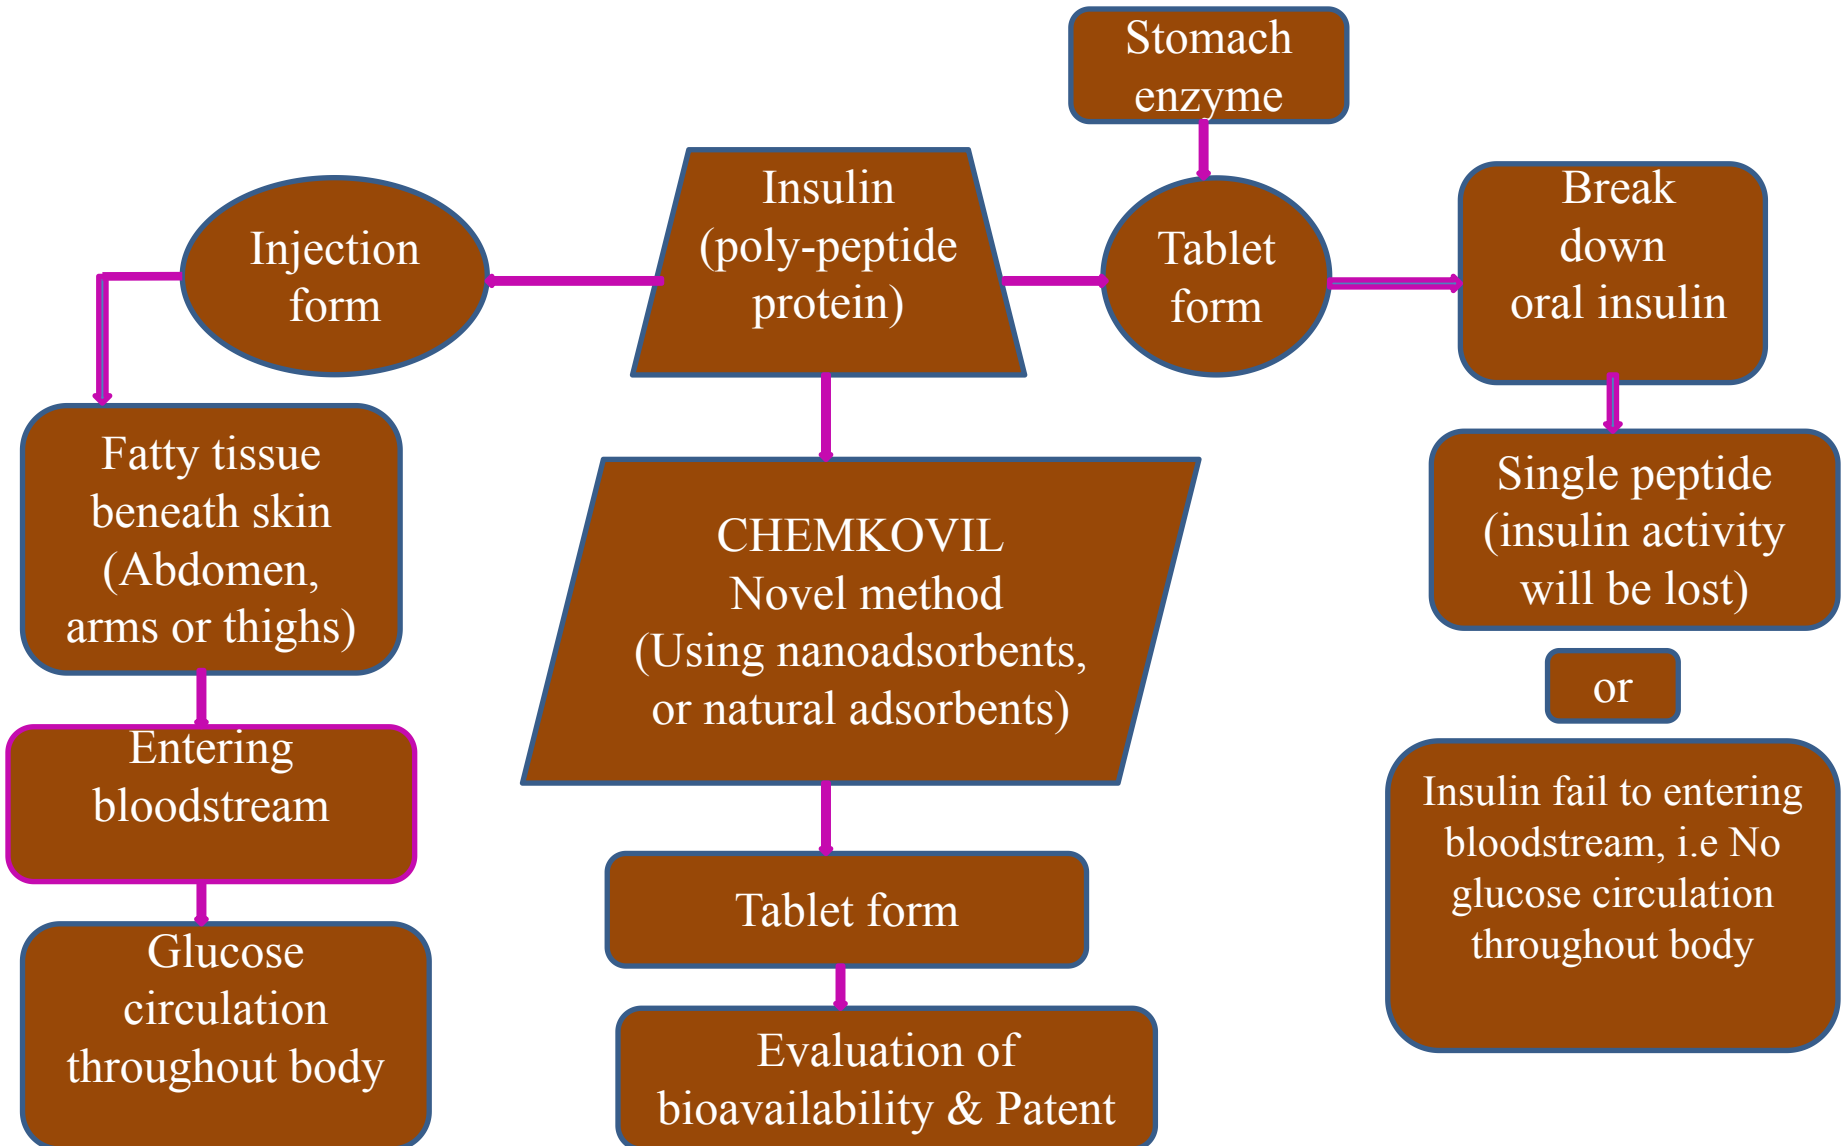 Stomach
enzyme
Injection
form
Insulin
(poly-peptide
protein)
Tablet
form
Break
down
oral insulin
Fatty tissue
beneath skin
(Abdomen,
arms or thighs)
CHEMKOVIL
Novel method
(Using nanoadsorbents,
or natural adsorbents)
Single peptide
(insulin activity
will be lost)
or
Entering
bloodstream
Insulin fail to entering
bloodstream, i.e No
glucose circulation
throughout body
Tablet form
Glucose
circulation
throughout body
Evaluation of
bioavailability & Patent